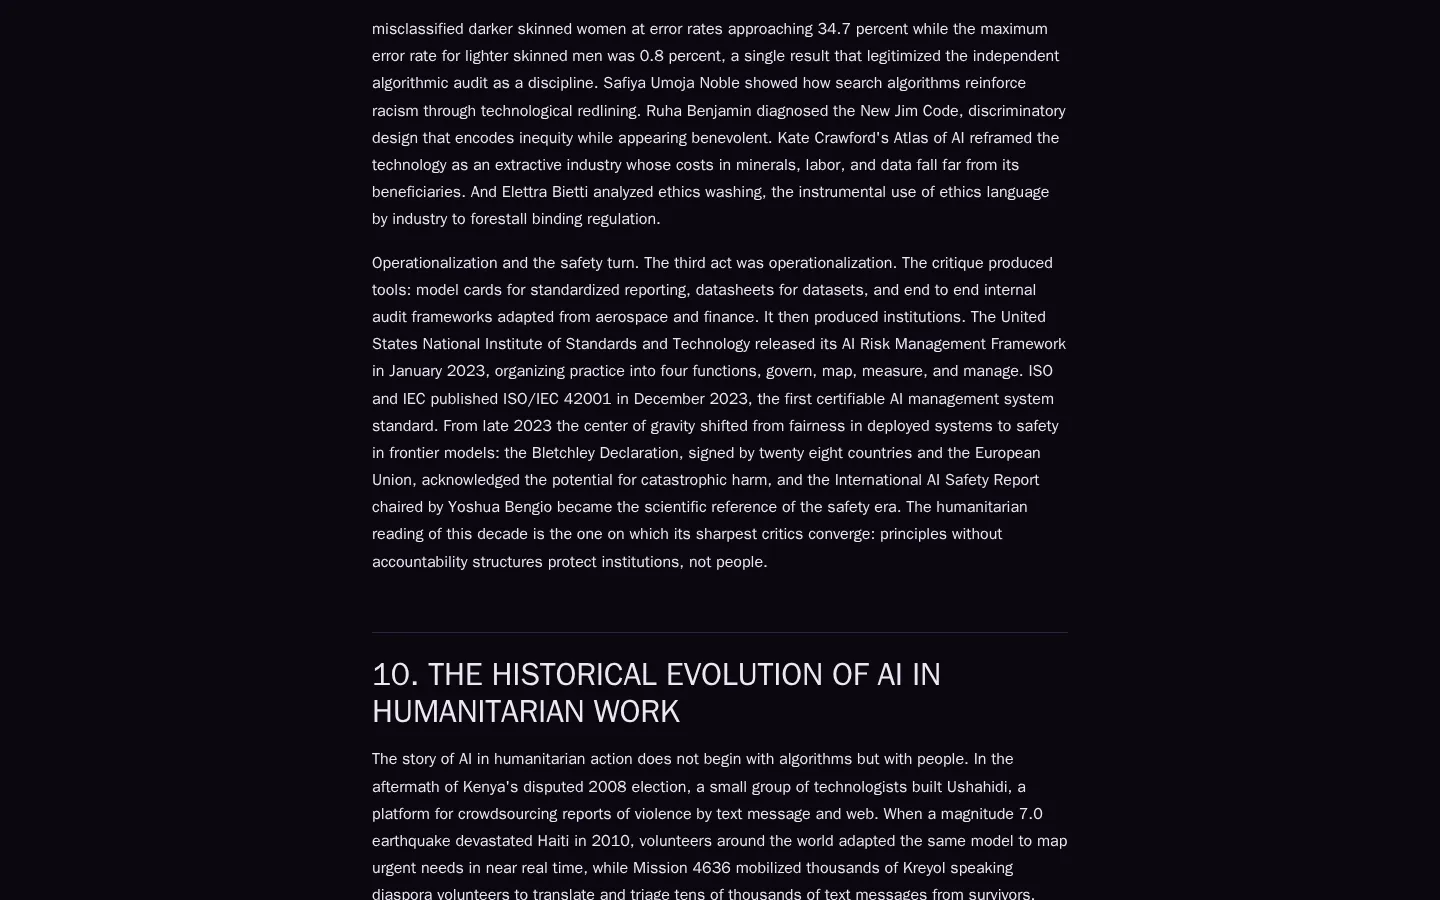 misclassified darker skinned women at error rates approaching 34.7 percent while the maximum
error rate for lighter skinned men was 0.8 percent, a single result that legitimized the independent
algorithmic audit as a discipline. Safiya Umoja Noble showed how search algorithms reinforce
racism through technological redlining. Ruha Benjamin diagnosed the New Jim Code, discriminatory
design that encodes inequity while appearing benevolent. Kate Crawford's Atlas of AI reframed the
technology as an extractive industry whose costs in minerals, labor, and data fall far from its
beneficiaries. And Elettra Bietti analyzed ethics washing, the instrumental use of ethics language
by industry to forestall binding regulation.
Operationalization and the safety turn. The third act was operationalization. The critique produced
tools: model cards for standardized reporting, datasheets for datasets, and end to end internal
audit frameworks adapted from aerospace and finance. It then produced institutions. The United
States National Institute of Standards and Technology released its AI Risk Management Framework
in January 2023, organizing practice into four functions, govern, map, measure, and manage. ISO
and IEC published ISO/IEC 42001 in December 2023, the first certifiable AI management system
standard. From late 2023 the center of gravity shifted from fairness in deployed systems to safety
in frontier models: the Bletchley Declaration, signed by twenty eight countries and the European
Union, acknowledged the potential for catastrophic harm, and the International AI Safety Report
chaired by Yoshua Bengio became the scientific reference of the safety era. The humanitarian
reading of this decade is the one on which its sharpest critics converge: principles without
accountability structures protect institutions, not people.
10. THE HISTORICAL EVOLUTION OF AI IN
HUMANITARIAN WORK
The story of AI in humanitarian action does not begin with algorithms but with people. In the
aftermath of Kenya's disputed 2008 election, a small group of technologists built Ushahidi, a
platform for crowdsourcing reports of violence by text message and web. When a magnitude 7.0
earthquake devastated Haiti in 2010, volunteers around the world adapted the same model to map
urgent needs in near real time, while Mission 4636 mobilized thousands of Kreyol speaking
diaspora volunteers to translate and triage tens of thousands of text messages from survivors.